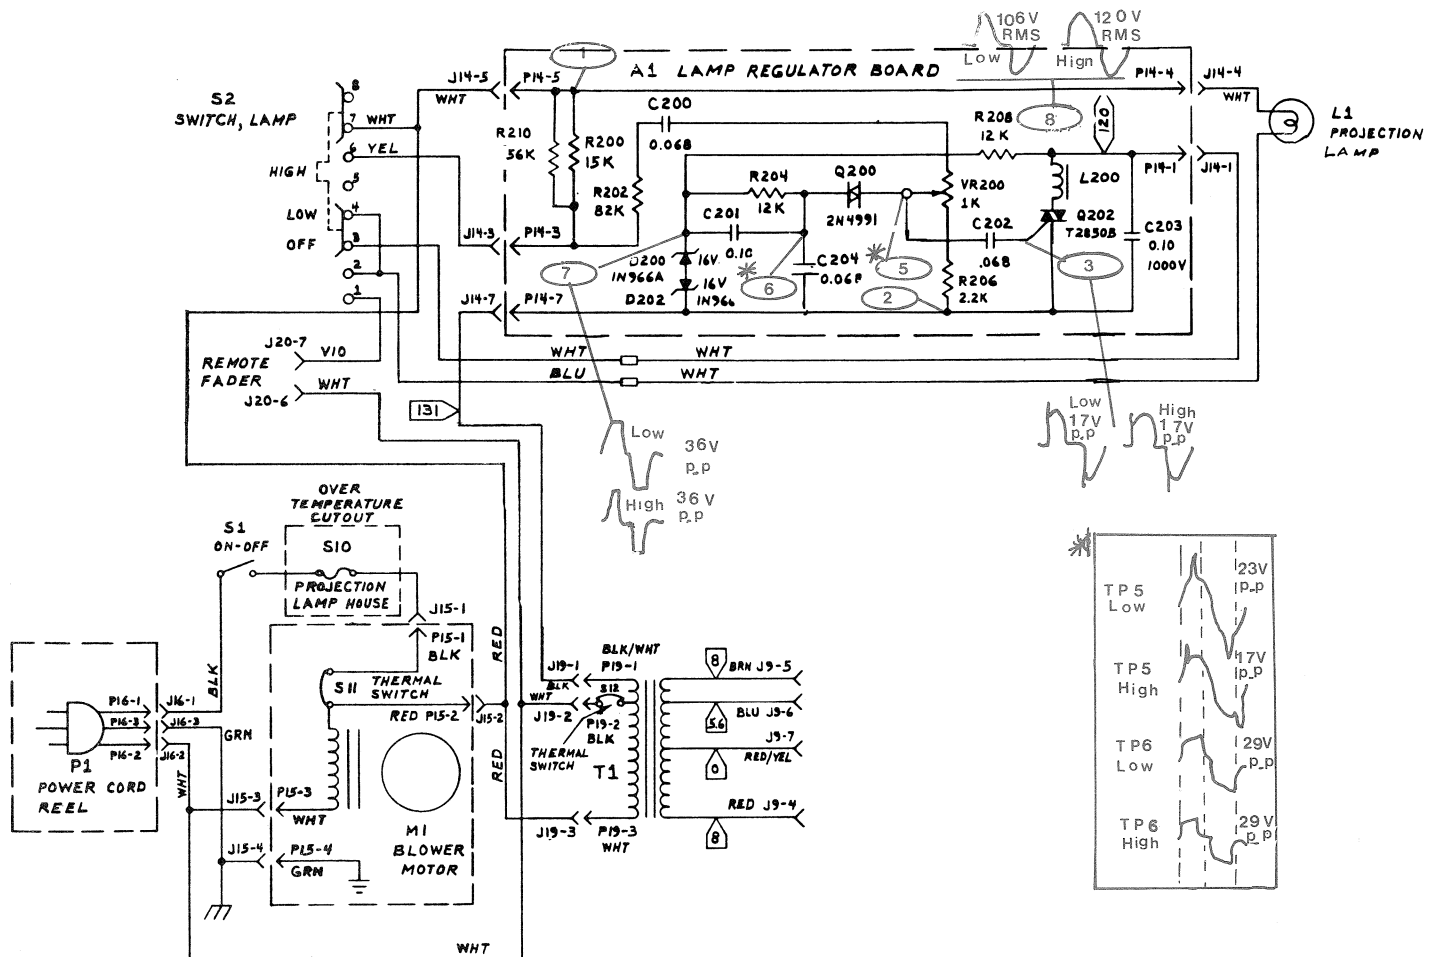 106V RMS
Low
120V RMS
Hign
1
A1 LAMP REGULATOR BOARD
P14-4
J14-4
WHT
J14-5
WHT
P14-5
S2
SWITCH, LAMP
8
7
WHT
6
YEL
5
HIGH
LOW
4
OFF
3
2
1
C200
0.068
R210
56K
R200
15K
R202
82K
R208
12K
8
120
L1
PROJECTION
LAMP
P14-1
J14-1
L200
R204
12K
Q200
2N4991
VR200
1K
C201
0.10
C202
.068
Q202
T2850B
C203
0.10
1000V
J14-3
P14-3
D200
1N966A
16V
16V
1N966
D202
C204
0.068
7
6
5
2
3
R206
2.2K
J14-7
P14-7
WHT
WHT
BLU
WHT
J20-7
VIO
REMOTE
FADER
WHT
J20-6
131
Low
36V
p.p
High
36V
p.p
Low
17V
p.p
High
17V
p.p
OVER
TEMPERATURE
CUTOUT
S1
ON-OFF
S10
PROJECTION
LAMP HOUSE
J15-1
P15-1
BLK
RED
S11
THERMAL
SWITCH
RED P15-2
J15-2
BLK
P16-1
J16-1
P16-3
J16-3
P16-2
J16-2
GRN
P1
POWER CORD
REEL
WHT
J15-3
P15-3
WHT
M1
BLOWER
MOTOR
J15-4
P15-4
GRN
RED
WHT
BLK/WHT
J19-1
P19-1
BLK
WHT
S12
J19-2
P19-2
BLK
THERMAL
SWITCH
T1
J19-3
P19-3
WHT
8
BRN J9-5
BLU J9-6
5.6
J9-7
RED/YEL
0
RED J9-4
8
TP5
Low
23V
p.p
TP5
High
17V
p.p
TP6
Low
29V
p.p
TP6
High
29V
p.p